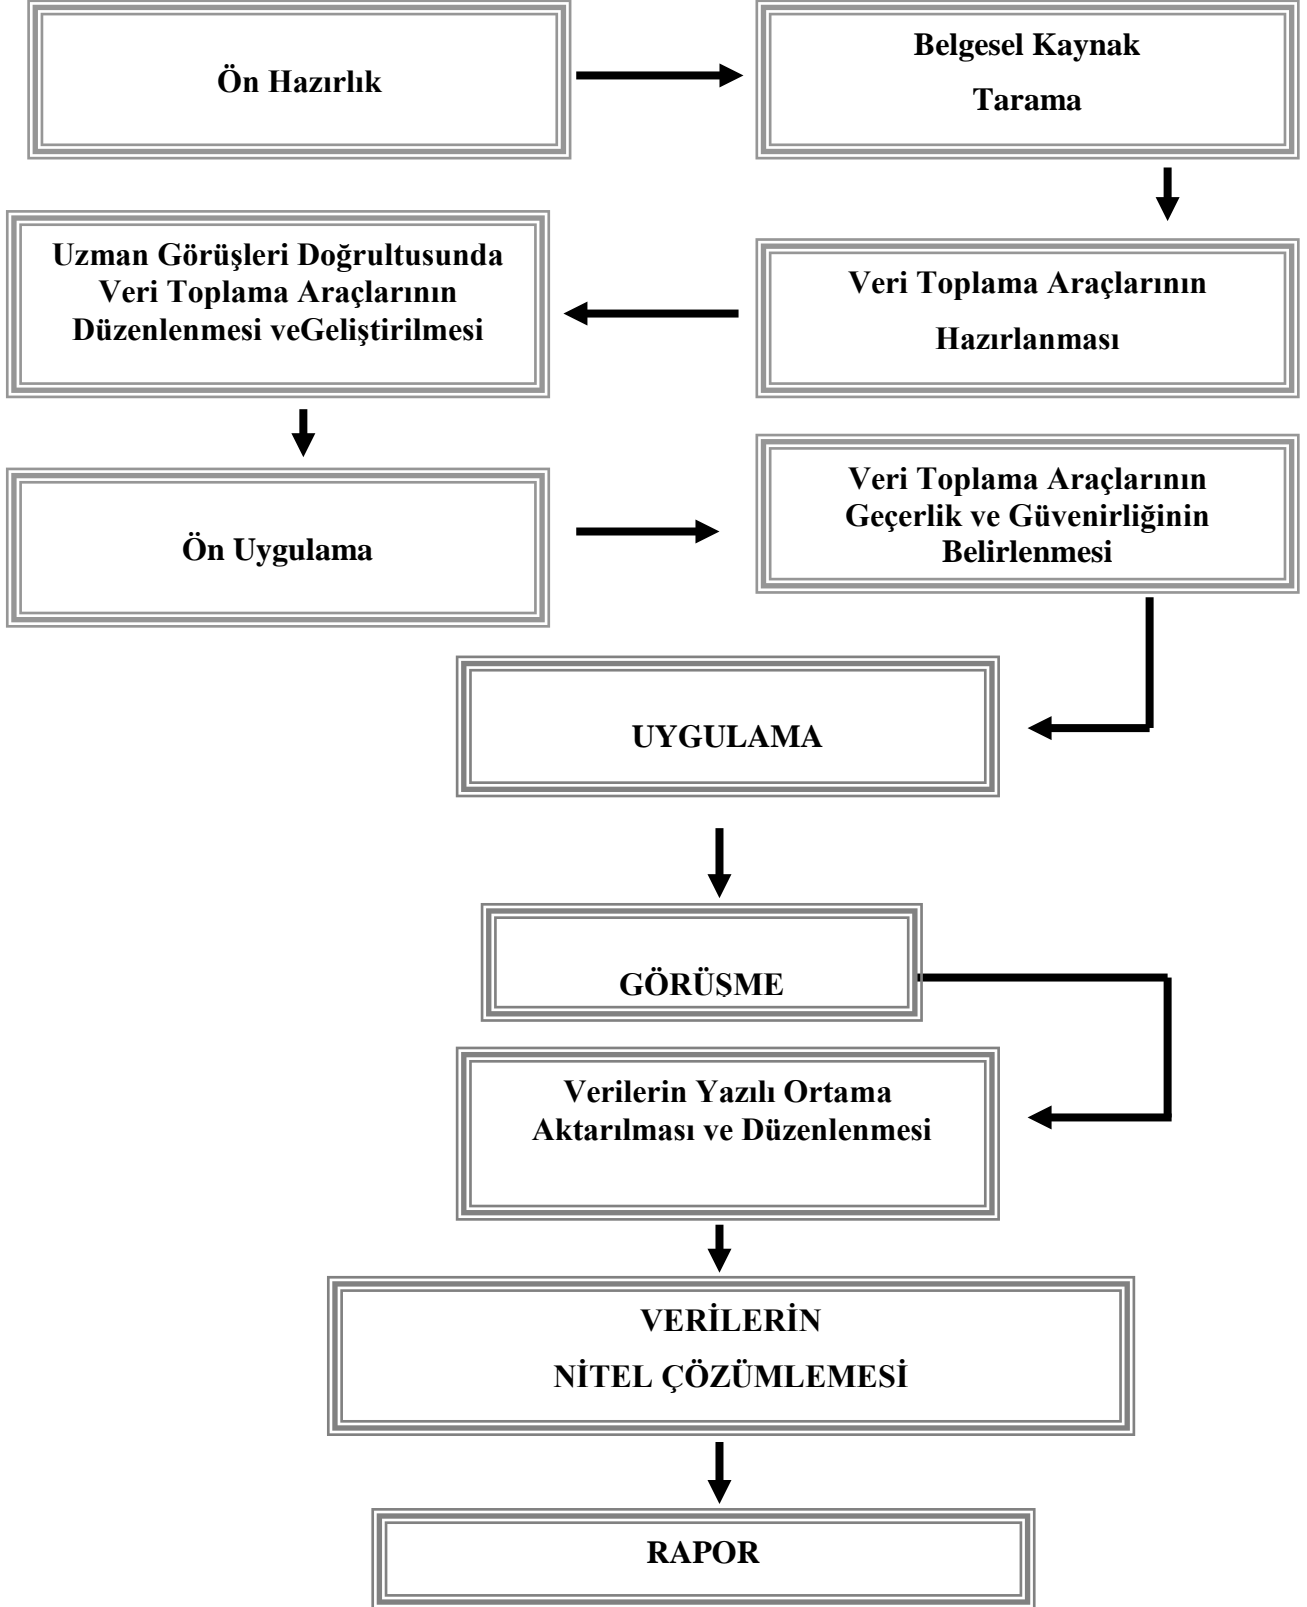 Ön Hazırlık
Belgesel Kaynak
Tarama
Veri Toplama Araçlarının
Hazırlanması
Uzman Görüşleri Doğrultusunda
Veri Toplama Araçlarının
Düzenlenmesi veGeliştirilmesi
Ön Uygulama
Veri Toplama Araçlarının
Geçerlik ve Güvenirliğinin
Belirlenmesi
UYGULAMA
GÖRÜŞME
Verilerin Yazılı Ortama
Aktarılması ve Düzenlenmesi
VERİLERİN
NİTEL ÇÖZÜMLEMESİ
RAPOR